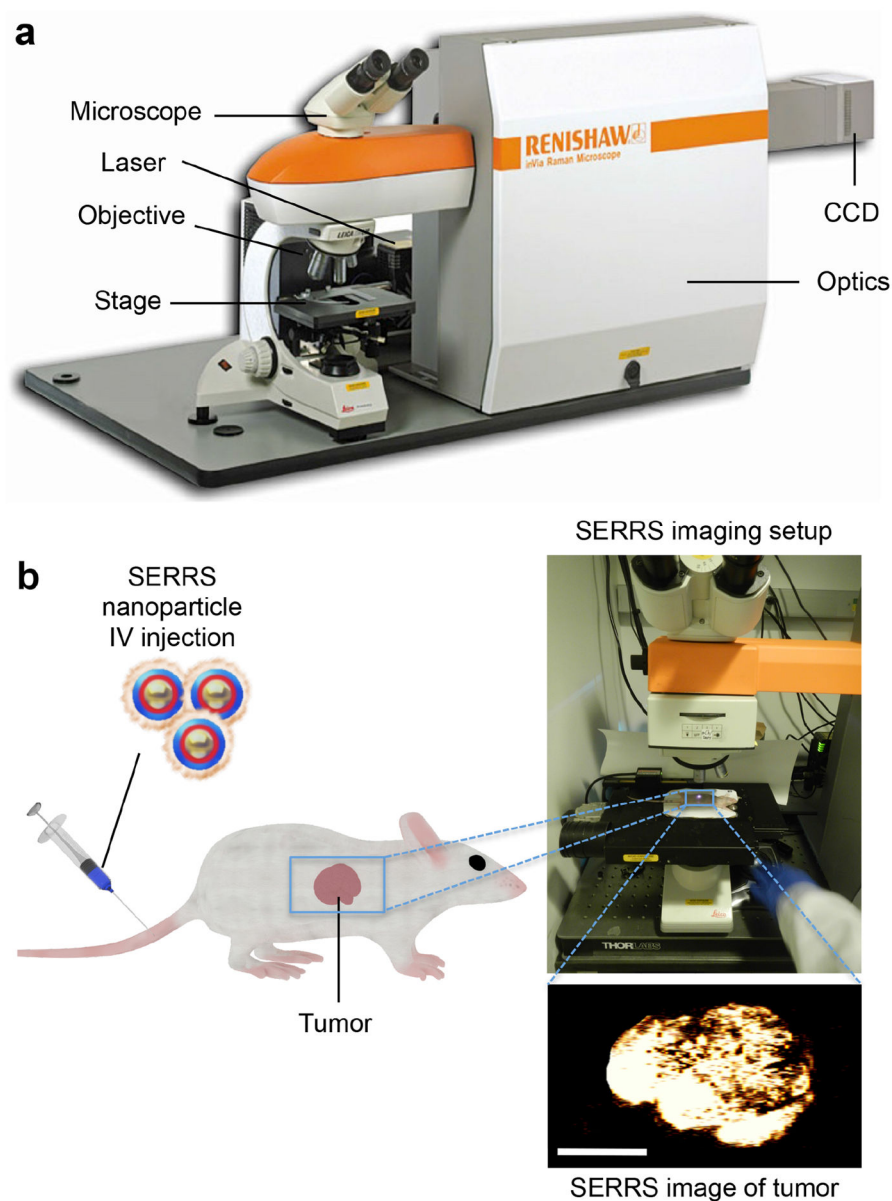 a
Microscope
Laser
Objective
Stage
RENISHAW
inVia Raman Microscope
LEICA
CCD
Optics
b
SERRS
nanoparticle
IV injection
Tumor
SERRS imaging setup
THORLABS
SERRS image of tumor